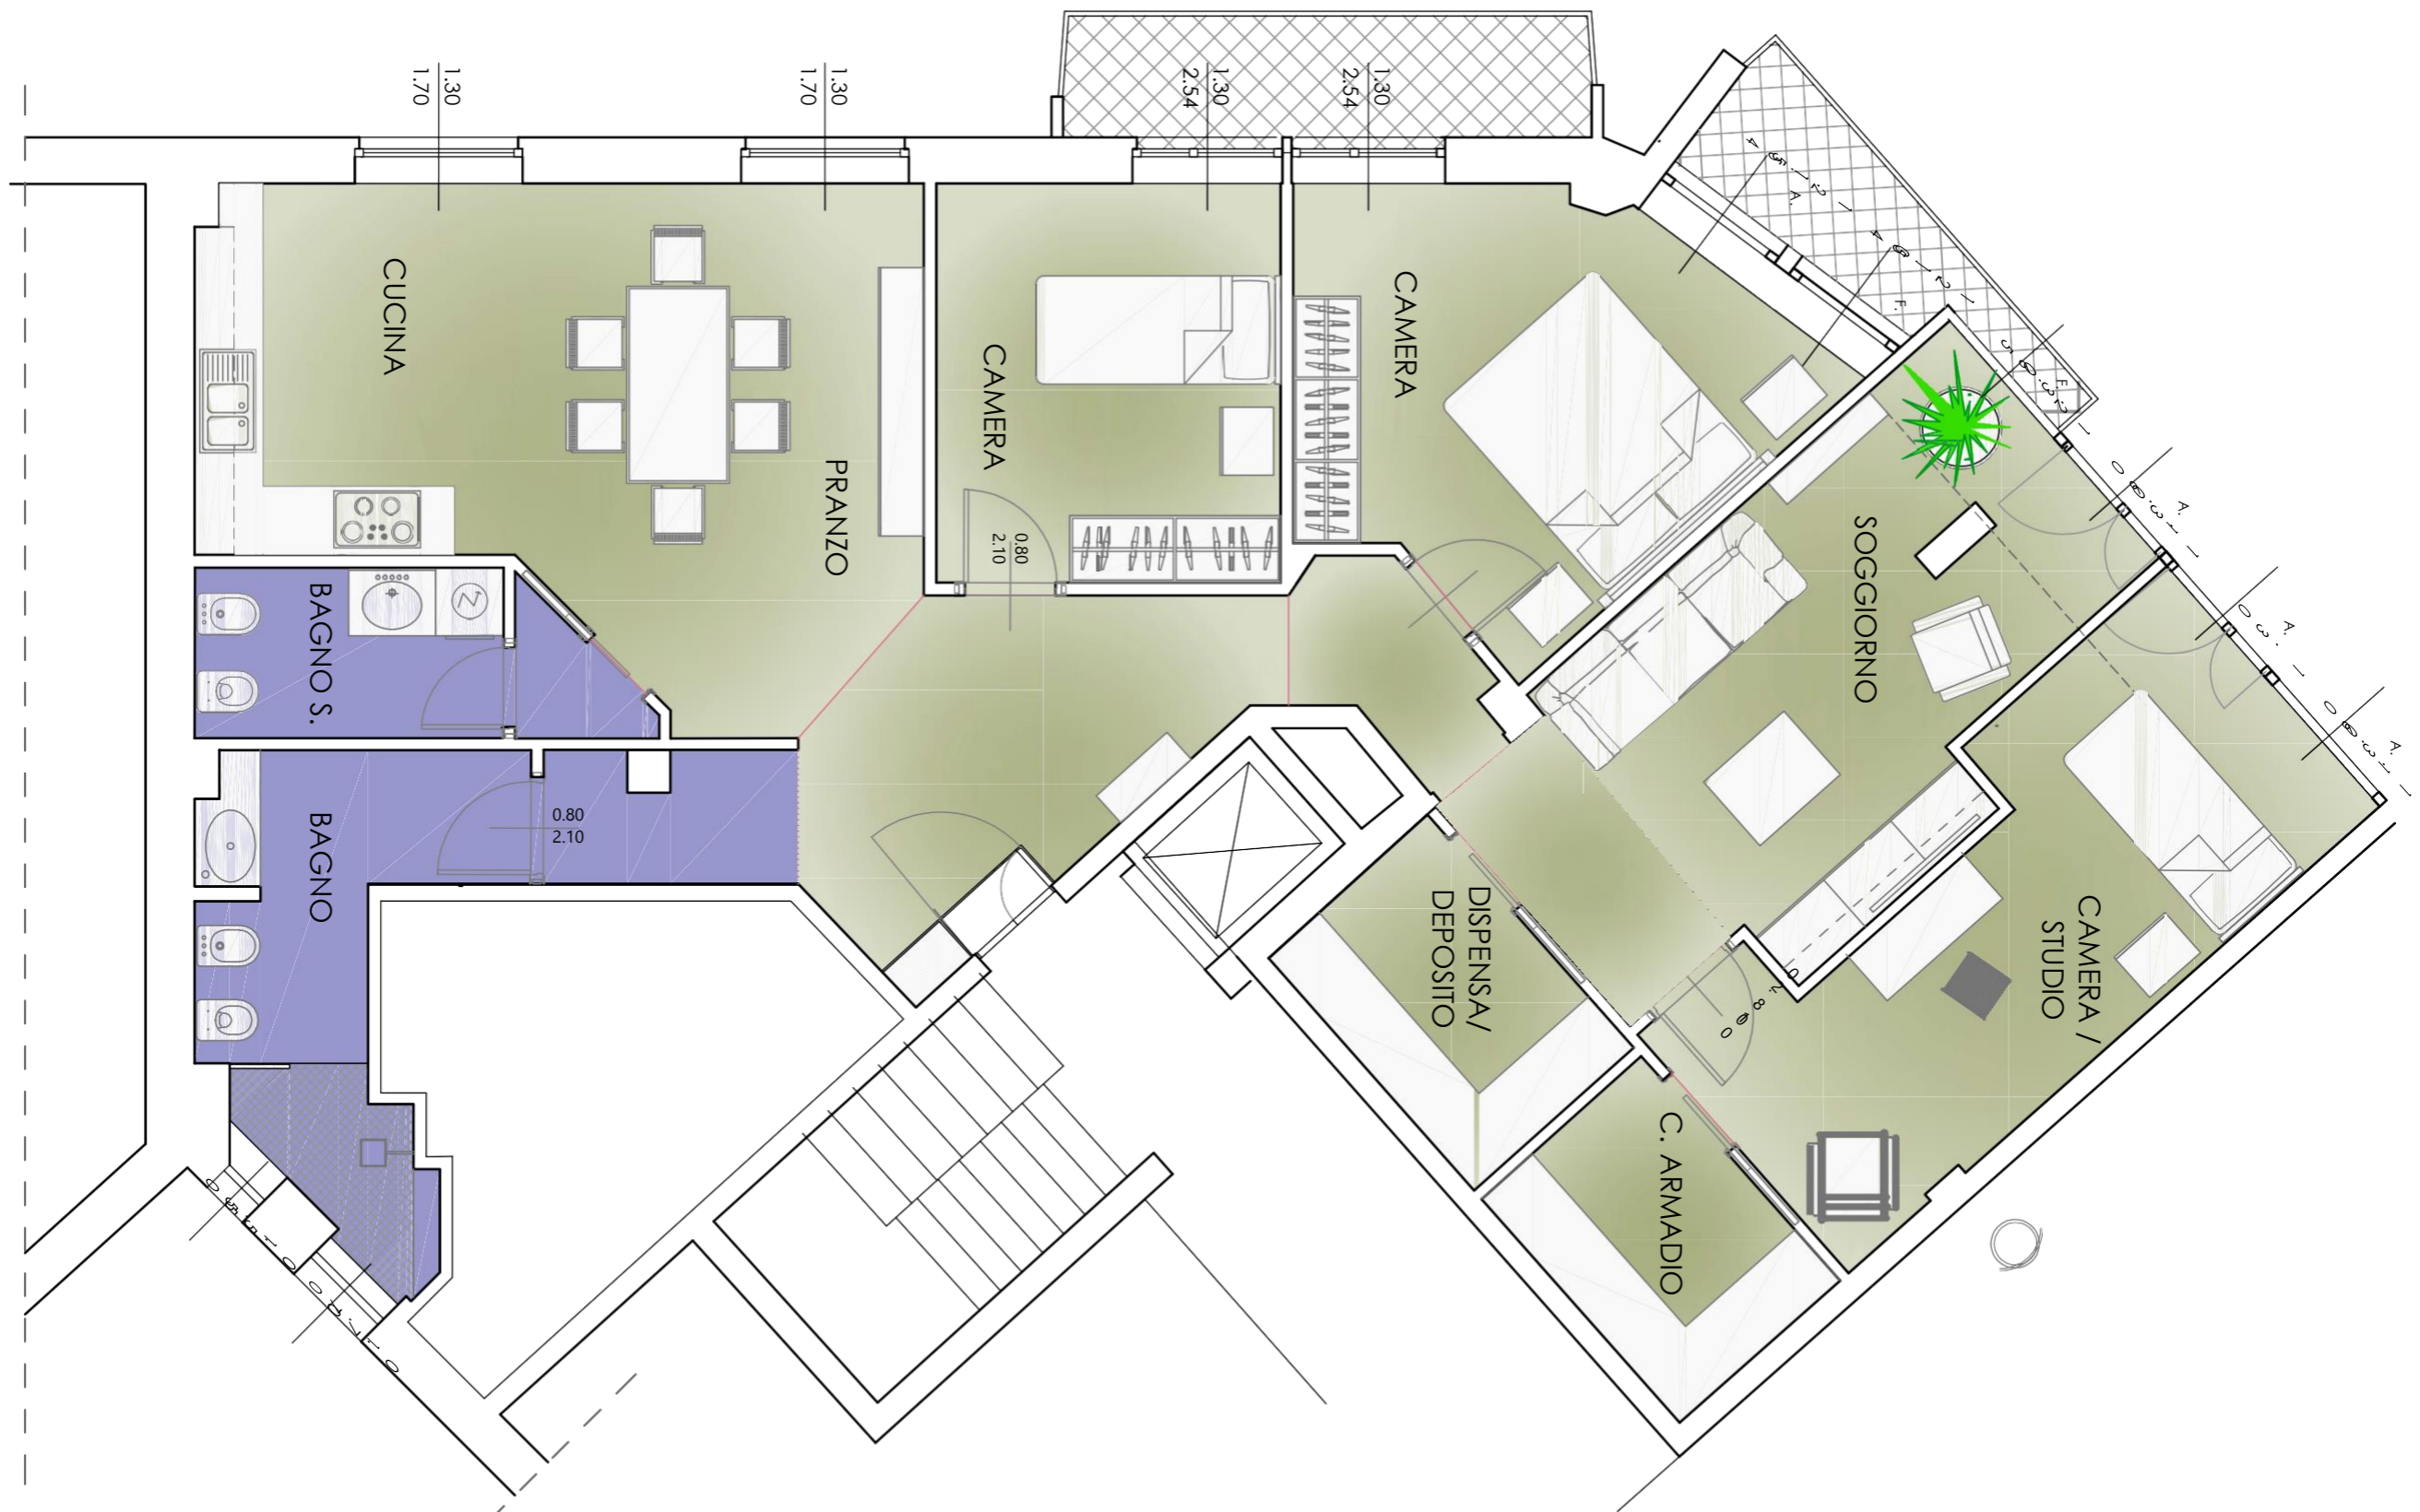 1.30
1.70
1.30
1.70
1.30
2.54
1.30
2.54
CUCINA
PRANZO
CAMERA
0.80
2.10
CAMERA
SOGGIORNO
BAGNO S.
BAGNO
0.80
2.10
DISPENSA/
DEPOSITO
CAMERA /
STUDIO
C. ARMADIO
A.
F.
F.
A.
A.
A.